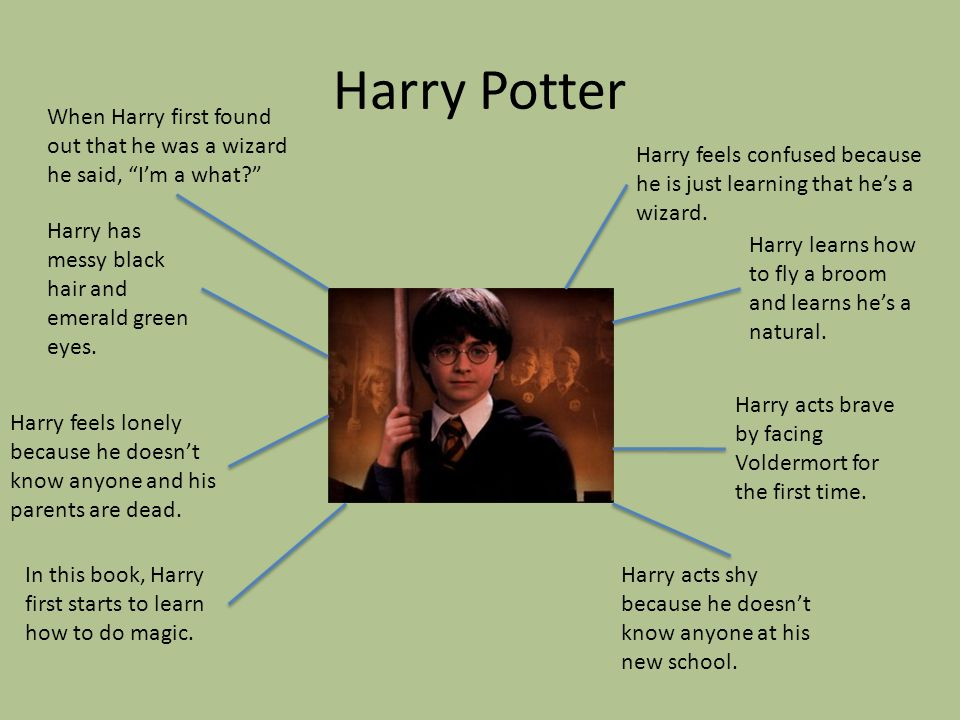 Harry Potter
When Harry first found
out that he was a wizard
he said, “I’m a what?”
Harry has
messy black
hair and
emerald green
eyes.
Harry feels lonely
because he doesn’t
know anyone and his
parents are dead.
In this book, Harry
first starts to learn
how to do magic.
Harry feels confused because
he is just learning that he’s a
wizard.
Harry learns how
to fly a broom
and learns he’s a
natural.
Harry acts brave
by facing
Voldermort for
the first time.
Harry acts shy
because he doesn’t
know anyone at his
new school.